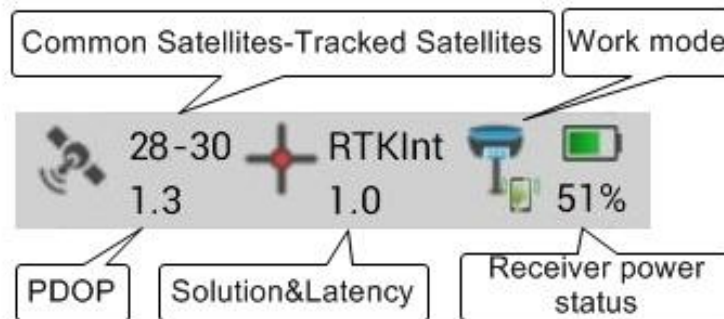 Common Satellites-Tracked Satellites
Work mode
28-30
RTKInt
1.3
1.0
51%
PDOP
Solution&Latency
Receiver power
status